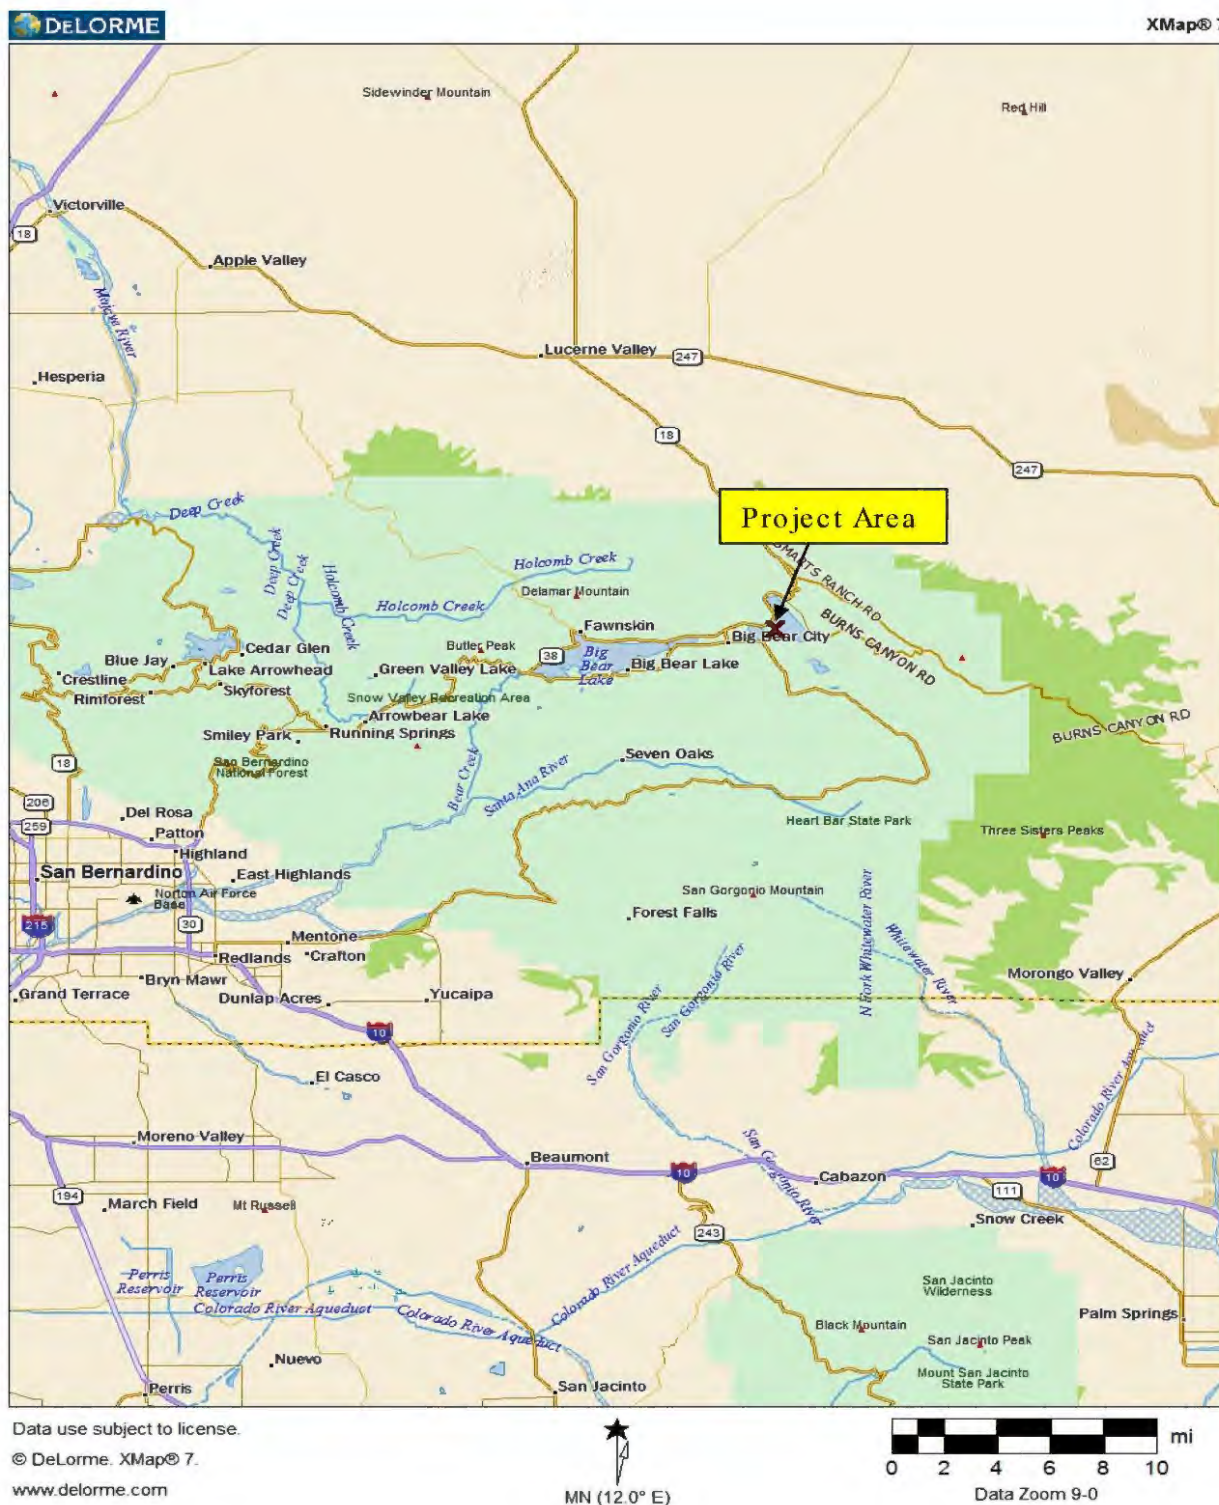 DELORME
XMap® 7
Sidewinder Mountain
Red Hill
Victorville
18
Apple Valley
Mojave River
Lucerne Valley
247
Hesperia
18
247
Project Area
Deep Creek
Deep Creek
Deep Creek
Holcomb Creek
Holcomb Creek
Holcomb Creek
Delamar Mountain
SMARTS RANCH RD
BURNS CANYON RD
BURNS CANYON RD
Fawnskin
Big Bear City
Cedar Glen
Butler Peak
38
Big
Bear
Lake
Blue Jay
Lake Arrowhead
Green Valley Lake
Big Bear Lake
Crestline
Skyforest
Rimforest
Snow Valley Recreation Area
Arrowbear Lake
Running Springs
Smiley Park
San Bernardino
National Forest
18
Bear Creek
Santa Ana River
Seven Oaks
Heart Bar State Park
206
Del Rosa
259
Patton
Highland
Three Sisters Peaks
San Bernardino
East Highlands
Norton Air Force
Base
San Gorgonio Mountain
N Fork Whitewater River
Whitewater River
215
30
Forest Falls
Mentone
Redlands
Crafton
Bryn Mawr
Morongo Valley
Grand Terrace
Dunlap Acres
Yucaipa
San Gorgonio River
San Gorgonio River
10
El Casco
Colorado River Aqueduct
Moreno Valley
Beaumont
San Gorgonio River
10
Cabazon
10
62
194
March Field
Mt Russell
111
Snow Creek
243
Perris
Reservoir
Perris
Reservoir
Colorado River Aqueduct
Colorado River Aqueduct
Colorado River Aqueduct
San Jacinto
Wilderness
Palm Springs
Black Mountain
San Jacinto Peak
Mount San Jacinto
State Park
Nuevo
Perris
San Jacinto
Data use subject to license.
© DeLorme. XMap® 7.
www.delorme.com
MN (12.0° E)
mi
0 2 4 6 8 10
Data Zoom 9-0